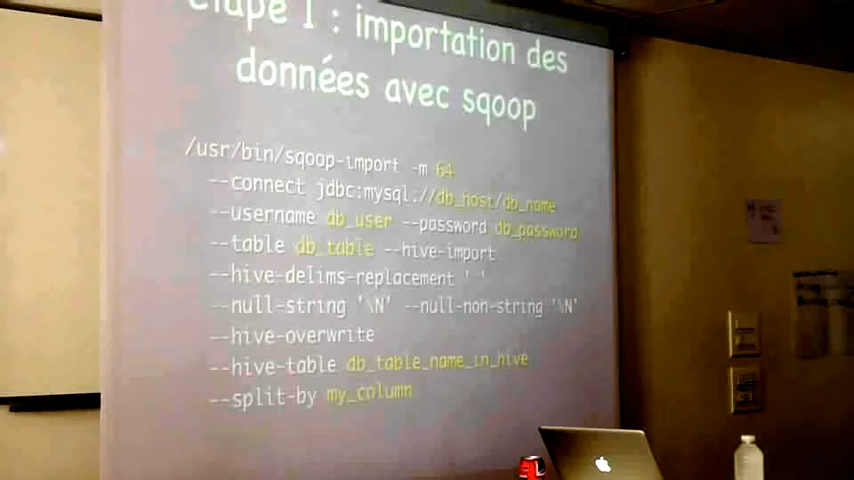 étape 1 : importation des
données avec sqoop
/usr/bin/sqoop-import -m 64
--connect jdbc:mysql://db_host/db_name
--username db_user --password db_password
--table db_table --hive-import
--hive-delims-replacement ' '
--null-string '\N' --null-non-string '\N'
--hive-overwrite
--hive-table db_table_name_in_hive
--split-by my_column